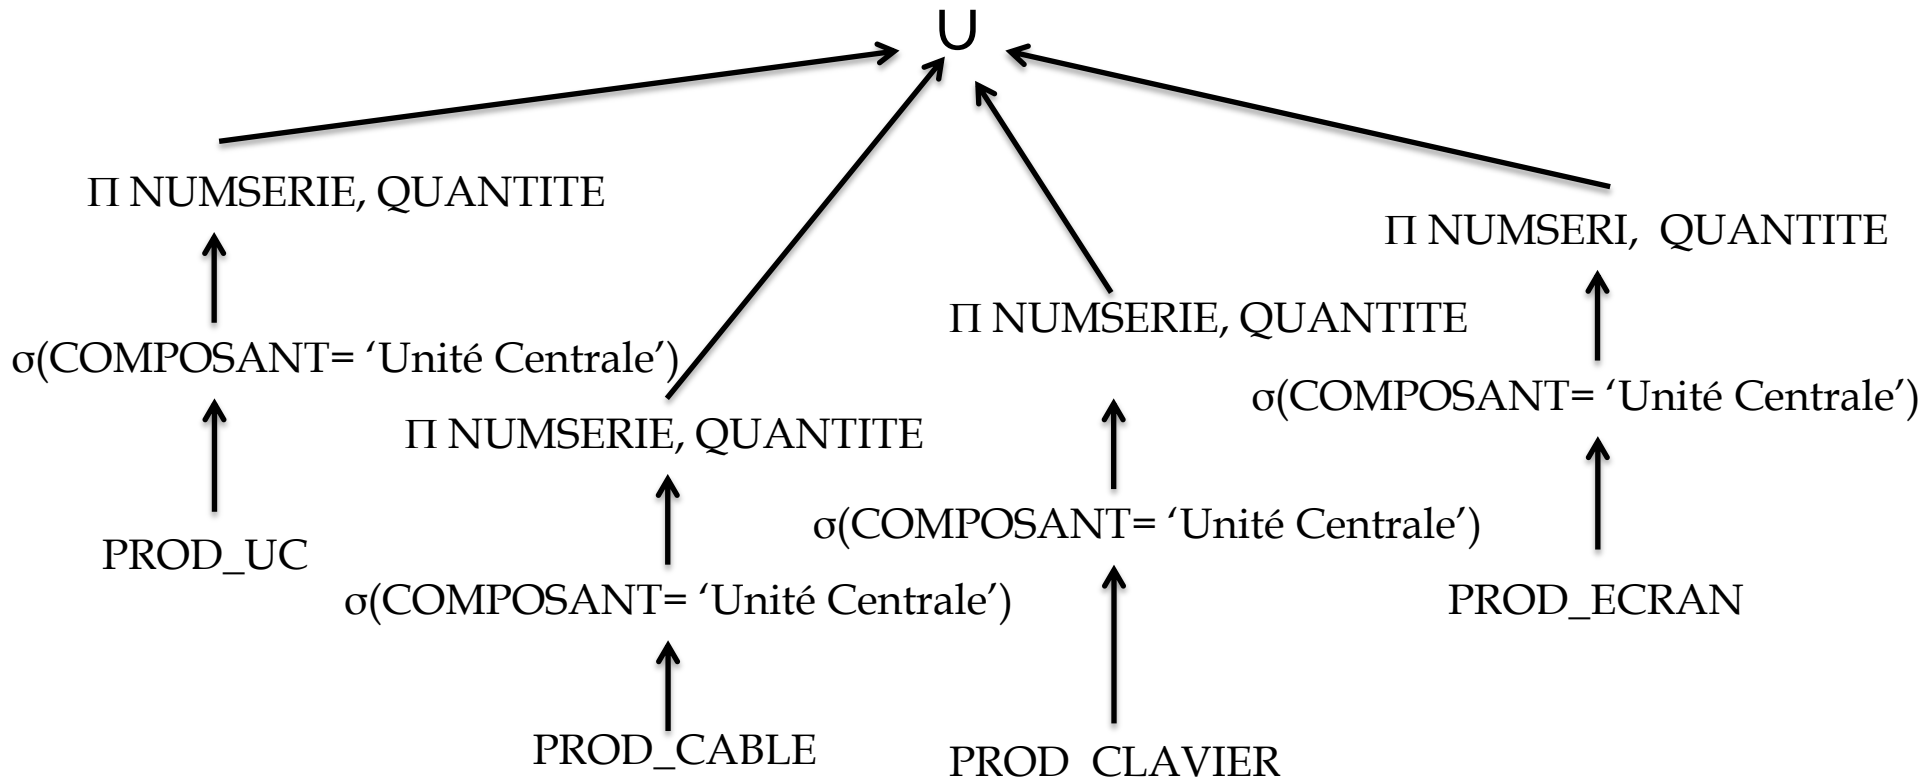 U
Π NUMSERIE, QUANTITE
Π NUMSERI, QUANTITE
Π NUMSERIE, QUANTITE
σ(COMPOSANT= ‘Unité Centrale’)
σ(COMPOSANT= ‘Unité Centrale’)
Π NUMSERIE, QUANTITE
σ(COMPOSANT= ‘Unité Centrale’)
PROD_UC
σ(COMPOSANT= ‘Unité Centrale’)
PROD_ECRAN
PROD_CABLE
PROD_CLAVIER